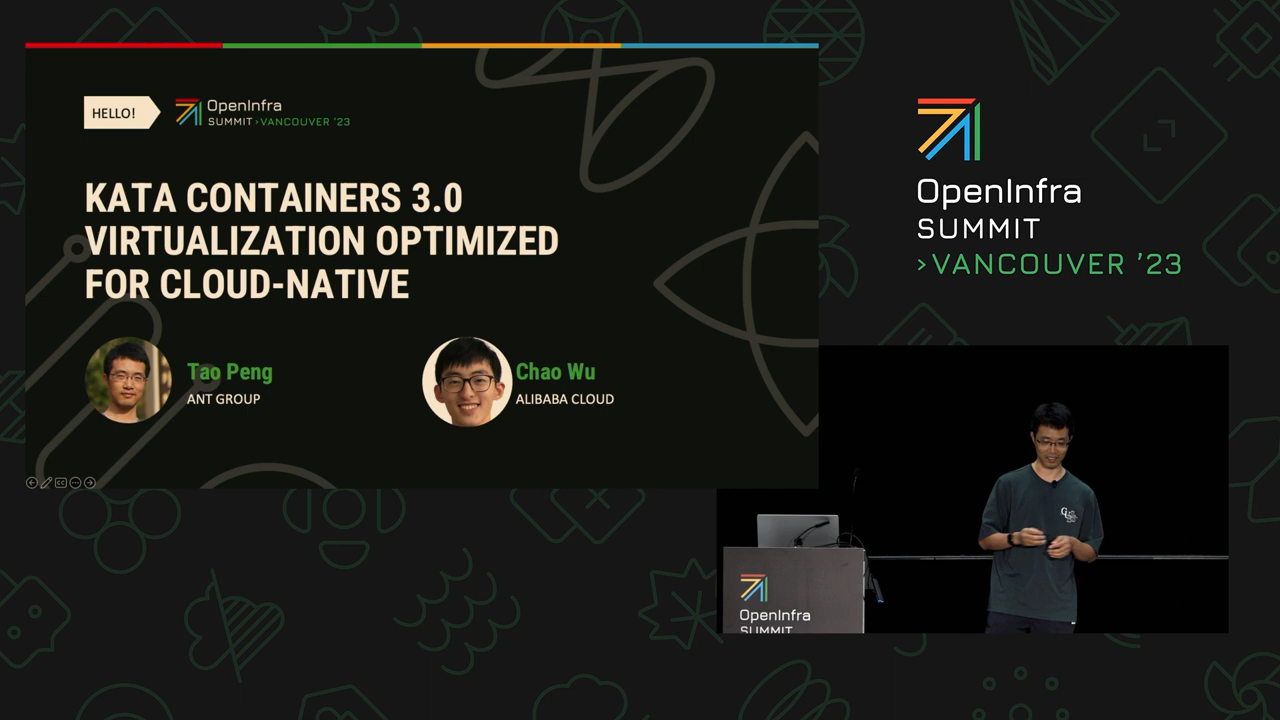 HELLO!
OpenInfra
SUMMIT›VANCOUVER ’23
KATA CONTAINERS 3.0
VIRTUALIZATION OPTIMIZED
FOR CLOUD-NATIVE
Tao Peng
ANT GROUP
Chao Wu
ALIBABA CLOUD
CC
OpenInfra
SUMMIT
›VANCOUVER ’23
OpenInfra
SUMMIT